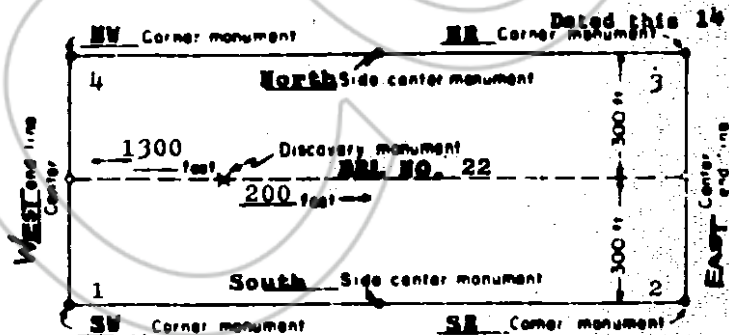 Dated this 14
NW Corner monument NE Corner monument
4 North Side center monument 3
300 ft
1300 feet Discovery monument
NBL NO. 22
200 feet
WEST end line
Center
EAST end line
Center
300 ft
1 South Side center monument 2
SW Corner monument SE Corner monument